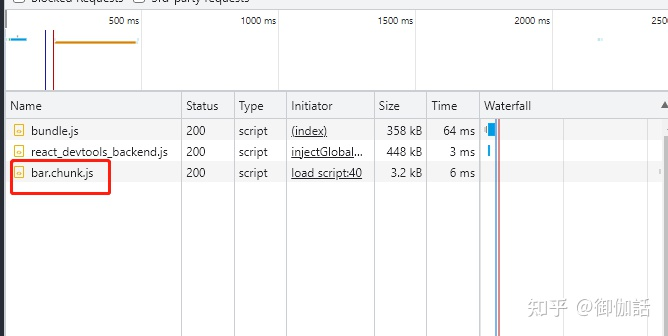 Blocked Requests 3rd-party requests
500 ms 1000 ms 1500 ms 2000 ms 250
Name Status Type Initiator Size Time Waterfall
bundle.js 200 script (index) 358 kB 64 ms
react_devtools_backend.js 200 script injectGlobal... 448 kB 3 ms
bar.chunk.js 200 script load script:40 3.2 kB 6 ms
知乎 @御伽話